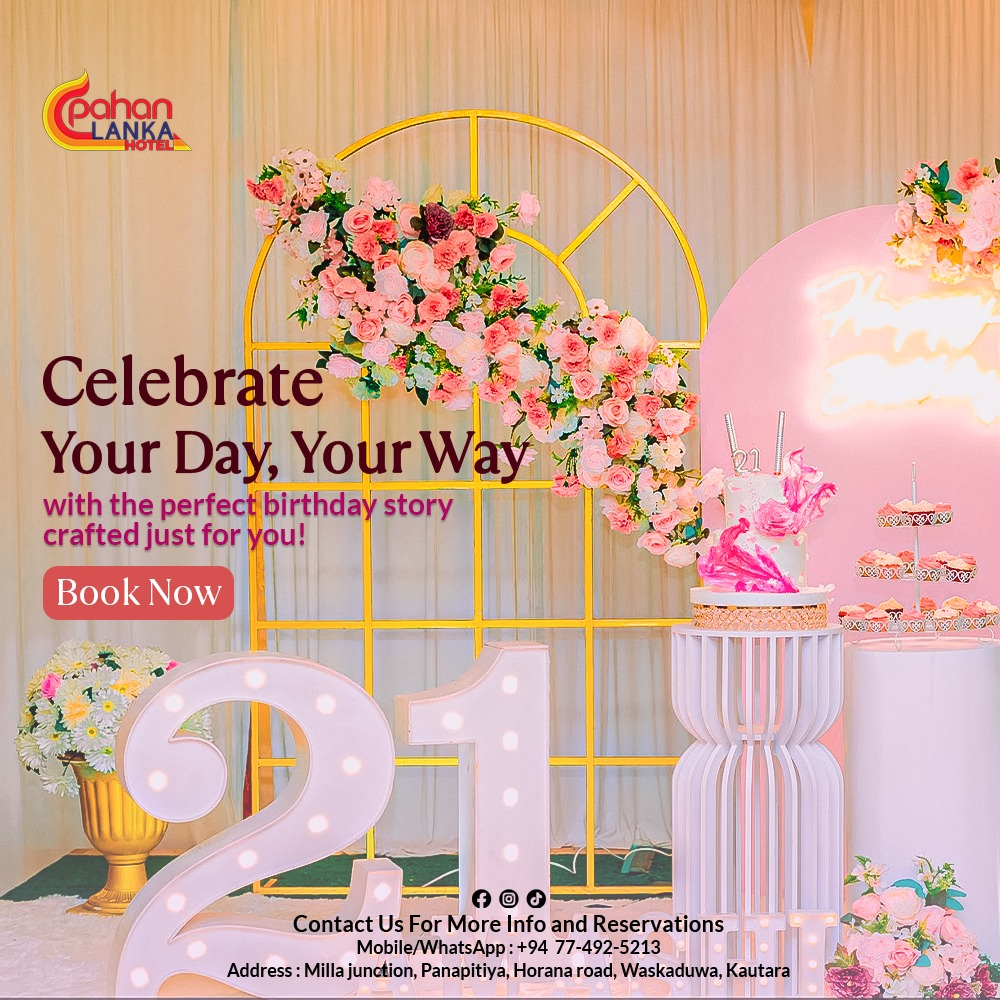 pahan
LANKA
HOTEL
Celebrate
Your Day, Your Way
with the perfect birthday story
crafted just for you!
Book Now
21
21
Contact Us For More Info and Reservations
Mobile/WhatsApp : +94 77-492-5213
Address : Milla junction, Panapitiya, Horana road, Waskaduwa, Kautara